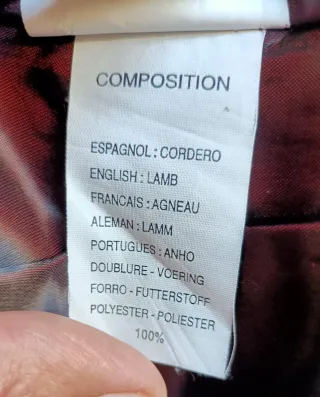 COMPOSITION
ESPAGNOL : CORDERO
ENGLISH : LAMB
FRANCAIS : AGNEAU
ALEMAN : LAMM
PORTUGUES : ANHO
DOUBLURE - VOERING
FORRO - FUTTERSTOFF
POLYESTER - POLIESTER
100%